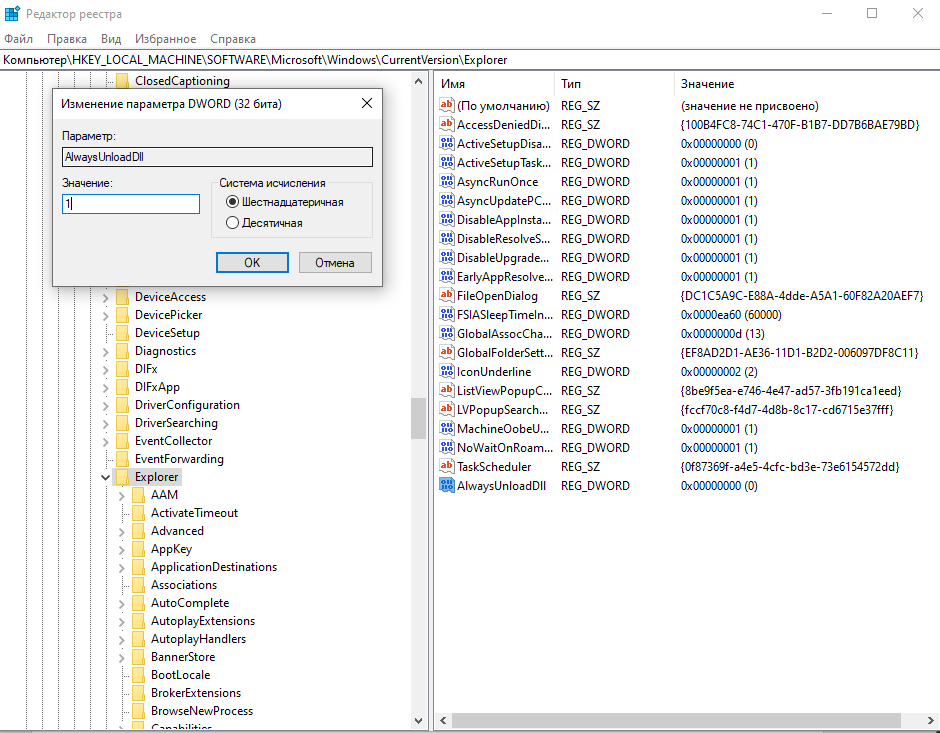 Редактор реестра
Файл Правка Вид Избранное Справка
Компьютер\HKEY_LOCAL_MACHINE\SOFTWARE\Microsoft\Windows\CurrentVersion\Explorer
ClosedCaptioning
Изменение параметра DWORD (32 бита)
Параметр:
AlwaysUnloadDll
Значение:
1
Система исчисления
Шестнадцатеричная
Десятичная
OK Отмена
DeviceAccess
DevicePicker
DeviceSetup
Diagnostics
DIFx
DIFxApp
DriverConfiguration
DriverSearching
EventCollector
EventForwarding
Explorer
AAM
ActivateTimeout
Advanced
AppKey
ApplicationDestinations
Associations
AutoComplete
AutoplayExtensions
AutoplayHandlers
BannerStore
BootLocale
BrokerExtensions
BrowseNewProcess
Capabilities
Имя Тип Значение
(По умолчанию) REG_SZ (значение не присвоено)
AccessDeniedDi... REG_SZ {100B4FC8-74C1-470F-B1B7-DD7B6BAE79BD}
ActiveSetupDisa... REG_DWORD 0x00000000 (0)
ActiveSetupTask... REG_DWORD 0x00000001 (1)
AsyncRunOnce REG_DWORD 0x00000001 (1)
AsyncUpdatePC... REG_DWORD 0x00000001 (1)
DisableAppInsta... REG_DWORD 0x00000001 (1)
DisableResolveS... REG_DWORD 0x00000001 (1)
DisableUpgrade... REG_DWORD 0x00000001 (1)
EarlyAppResolve... REG_DWORD 0x00000001 (1)
FileOpenDialog REG_SZ {DC1C5A9C-E88A-4dde-A5A1-60F82A20AEF7}
FSIASleepTimeIn... REG_DWORD 0x0000ea60 (60000)
GlobalAssocCha... REG_DWORD 0x0000000d (13)
GlobalFolderSett... REG_SZ {EF8AD2D1-AE36-11D1-B2D2-006097DF8C11}
IconUnderline REG_DWORD 0x00000002 (2)
ListViewPopupC... REG_SZ {8be9f5ea-e746-4e47-ad57-3fb191ca1eed}
LVPopupSearch... REG_SZ {fccf70c8-f4d7-4d8b-8c17-cd6715e37fff}
MachineOobeU... REG_DWORD 0x00000001 (1)
NoWaitOnRoam... REG_DWORD 0x00000001 (1)
TaskScheduler REG_SZ {0f87369f-a4e5-4cfc-bd3e-73e6154572dd}
AlwaysUnloadDll REG_DWORD 0x00000000 (0)